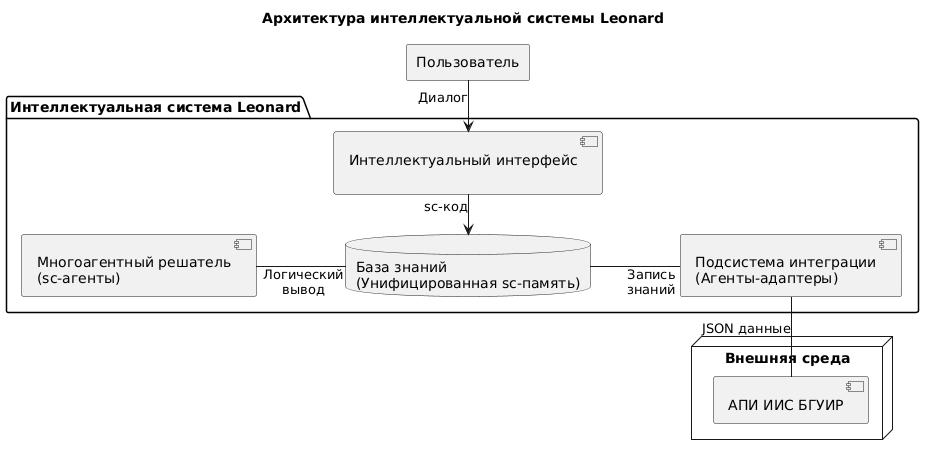 Архитектура интеллектуальной системы Leonard
Пользователь
Диалог
Интеллектуальная система Leonard
Интеллектуальный интерфейс
sc-код
Многоагентный решатель
(sc-агенты)
Логический
вывод
База знаний
(Унифицированная sc-память)
Запись
знаний
Подсистема интеграции
(Агенты-адаптеры)
JSON данные
Внешняя среда
АПИ ИИС БГУИР